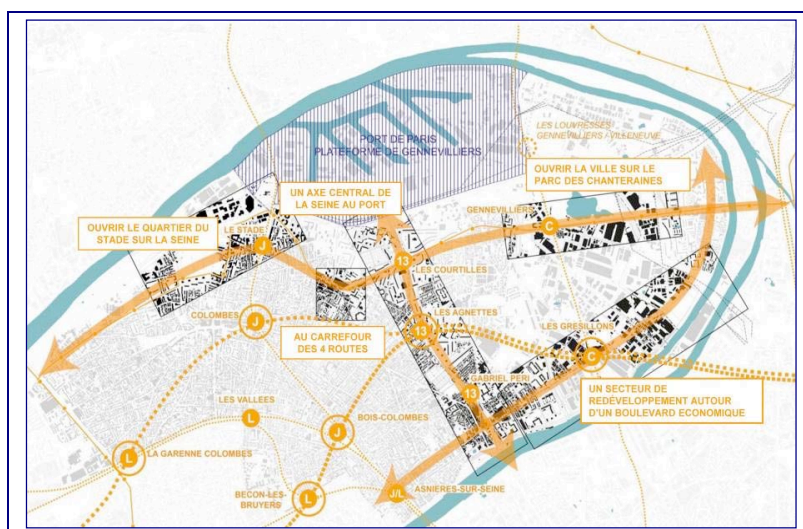 LES LOUVRESSES
GENNEVILLIERS / VILLENEUVE
PORT DE PARIS
PLATEFORME DE GENNEVILLIERS
OUVRIR LA VILLE SUR LE
PARC DES CHANTERAINES
UN AXE CENTRAL DE
LA SEINE AU PORT
OUVRIR LE QUARTIER DU
STADE SUR LA SEINE
GENNEVILLIERS
C
LE STADE
J
13
LES COURTILLES
COLOMBES
J
LES AGNETTES
13
AU CARREFOUR
DES 4 ROUTES
LES GRESILLONS
C
GABRIEL PERI
13
UN SECTEUR DE
REDÉVELOPPEMENT AUTOUR
D'UN BOULEVARD ECONOMIQUE
LES VALLEES
L
BOIS-COLOMBES
J
L
LA GARENNE COLOMBES
BECON-LES-
BRUYERS
L
J/L
ASNIERES-SUR-SEINE